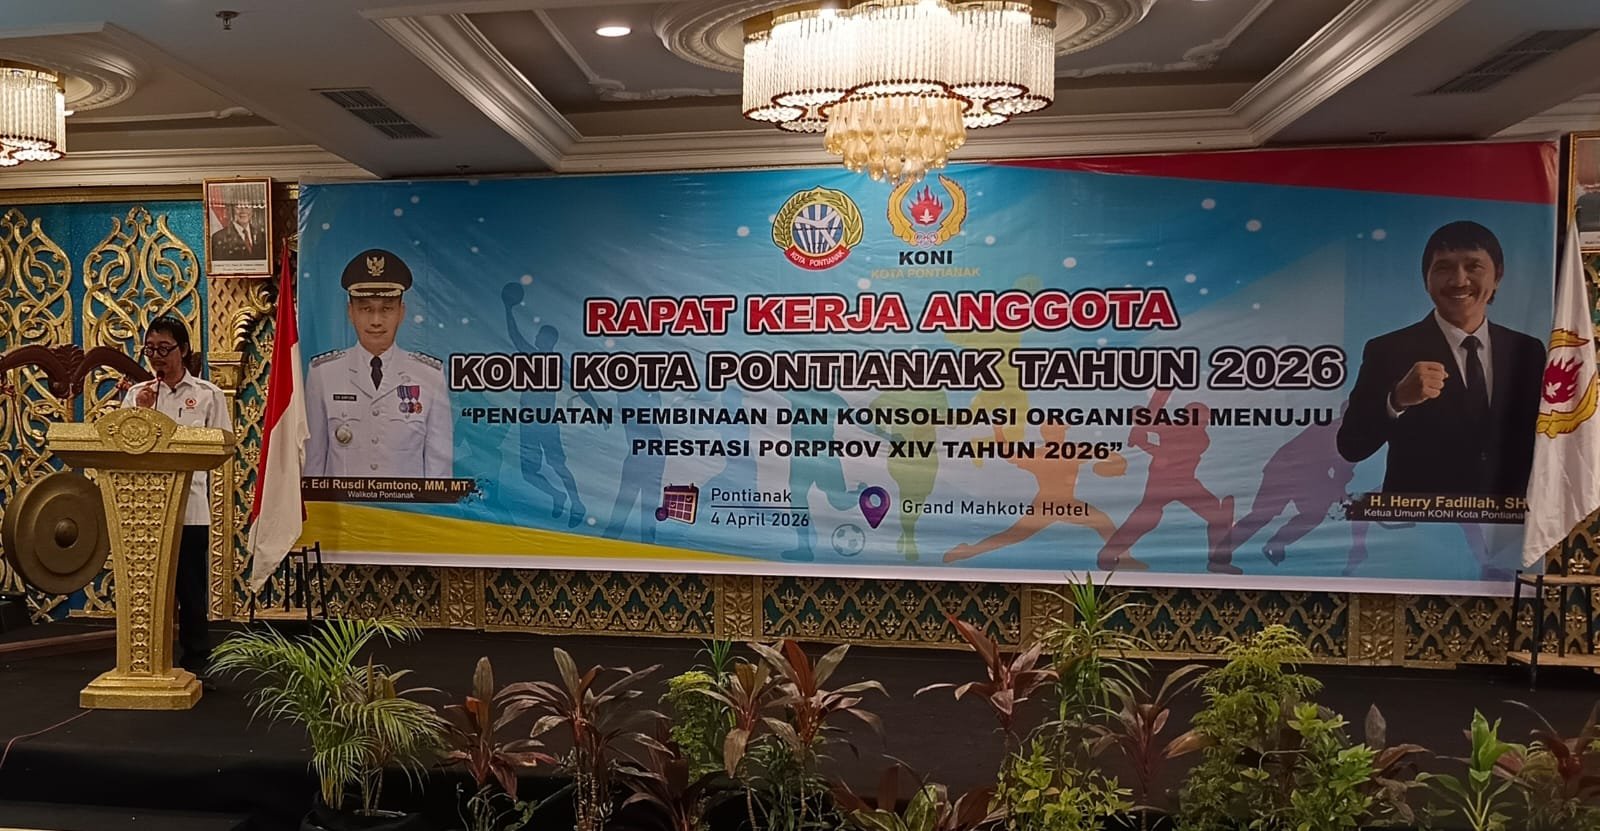 KOTA PONTIANAK
KONI
KOTA PONTIANAK
RAPAT KERJA ANGGOTA
KONI KOTA PONTIANAK TAHUN 2026
“PENGUATAN PEMBINAAN DAN KONSOLIDASI ORGANISASI MENUJU
PRESTASI PORPROV XIV TAHUN 2026”
Pontianak
4 April 2026
Grand Mahkota Hotel
r. Edi Rusdi Kamtono, MM, MT
Walikota Pontianak
H. Herry Fadillah, SH
Ketua Umum KONI Kota Pontianak